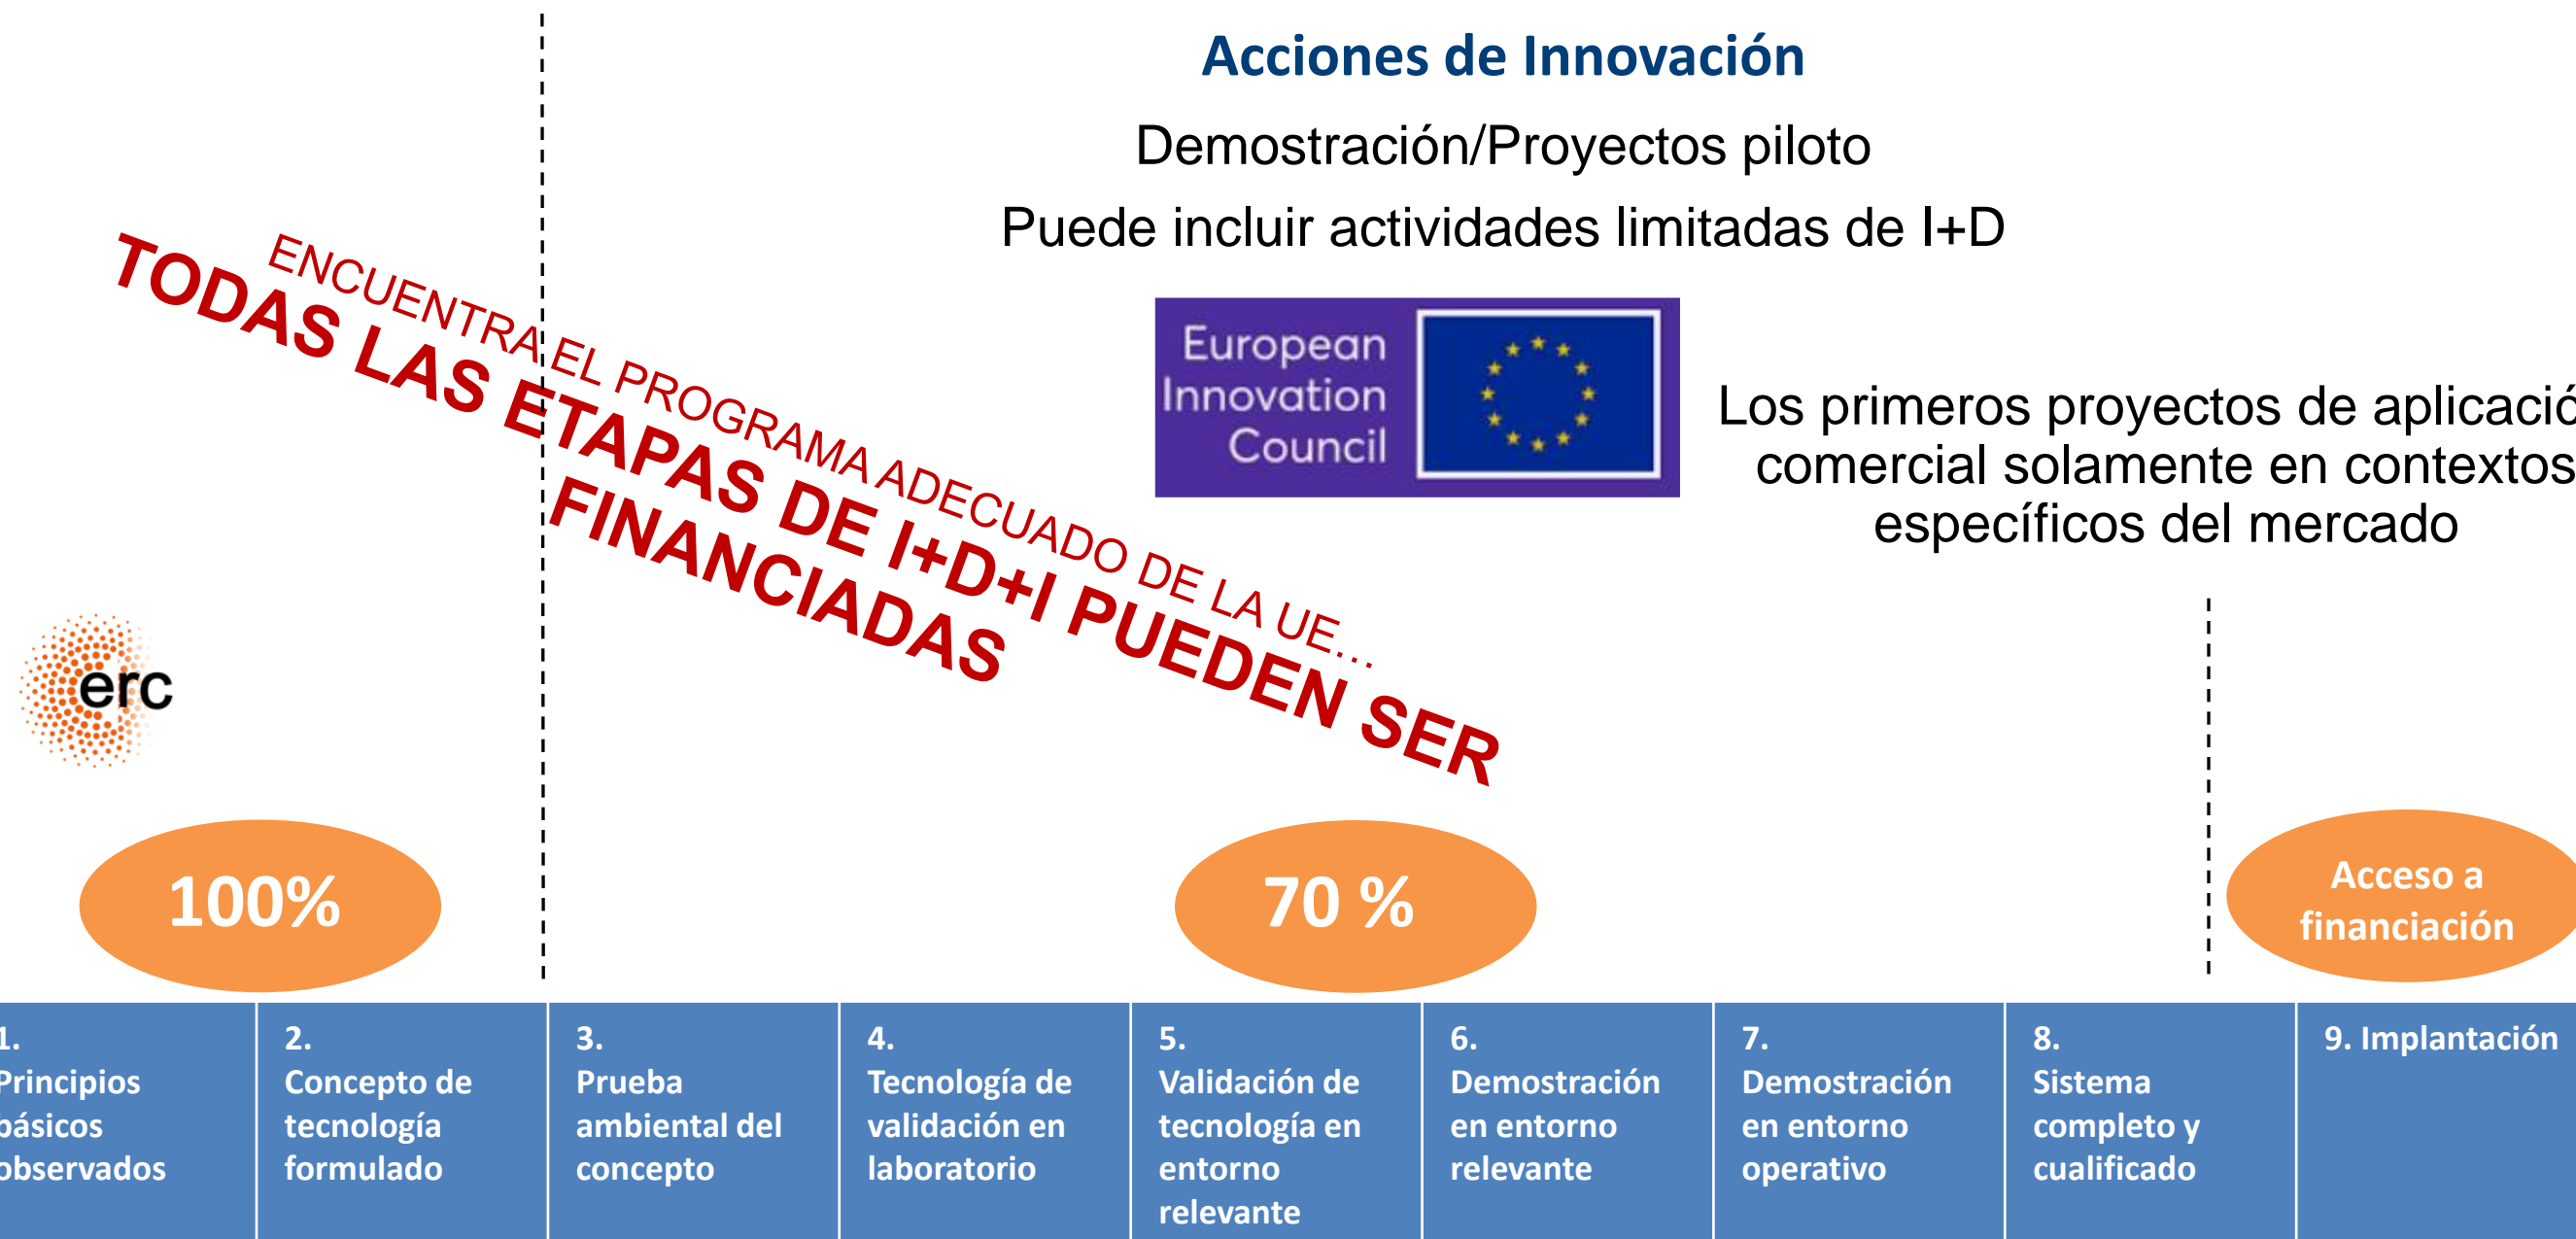 Acciones de Innovación
Demostración/Proyectos piloto
Puede incluir actividades limitadas de I+D
ENCUENTRA EL PROGRAMA ADECUADO DE LA UE...
TODAS LAS ETAPAS DE I+D+I PUEDEN SER
FINANCIADAS
European
Innovation
Council
Los primeros proyectos de aplicació
comercial solamente en contextos
específicos del mercado
erc
100%
70 %
Acceso a
financiación
1.
Principios
básicos
observados
2.
Concepto de
tecnología
formulado
3.
Prueba
ambiental del
concepto
4.
Tecnología de
validación en
laboratorio
5.
Validación de
tecnología en
entorno
relevante
6.
Demostración
en entorno
relevante
7.
Demostración
en entorno
operativo
8.
Sistema
completo y
cualificado
9. Implantación